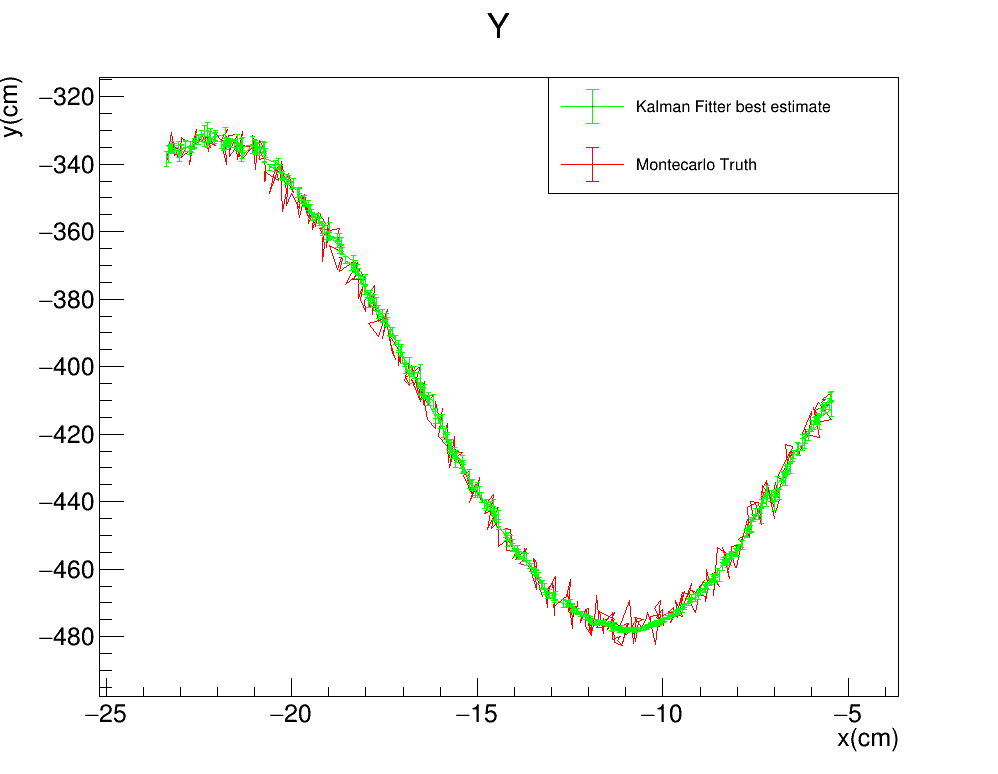 Y
y(cm)
Kalman Fitter best estimate
Montecarlo Truth
−320
−340
−360
−380
−400
−420
−440
−460
−480
−25 −20 −15 −10 −5
x(cm)